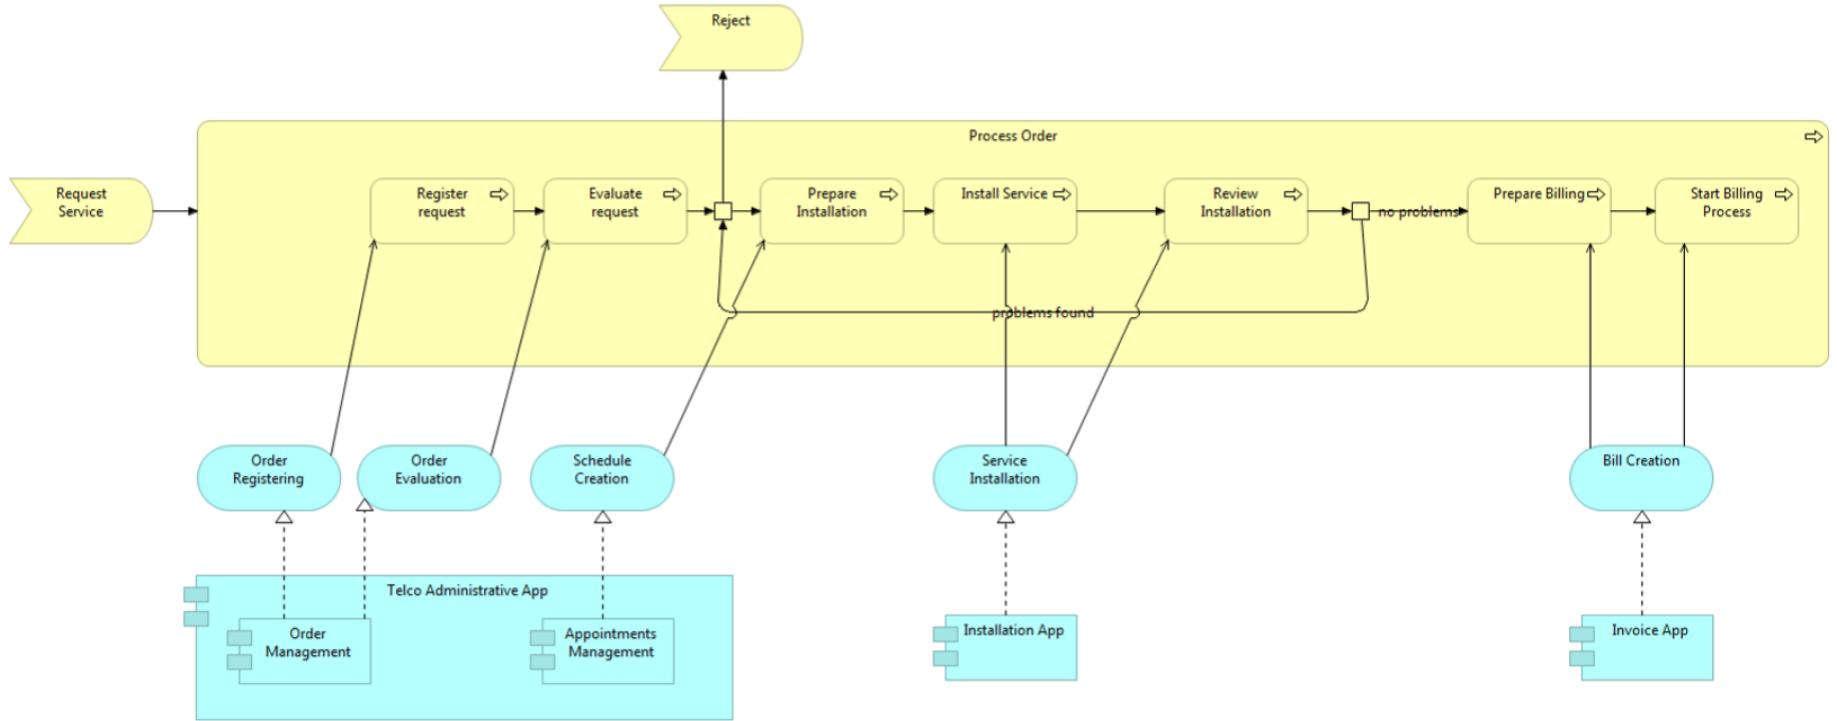 Reject
Process Order
Request
Service
Register
request
Evaluate
request
Prepare
Installation
Install Service
Review
Installation
no problems
Prepare Billing
Start Billing
Process
problems found
Order
Registering
Order
Evaluation
Schedule
Creation
Service
Installation
Bill Creation
Telco Administrative App
Order
Management
Appointments
Management
Installation App
Invoice App